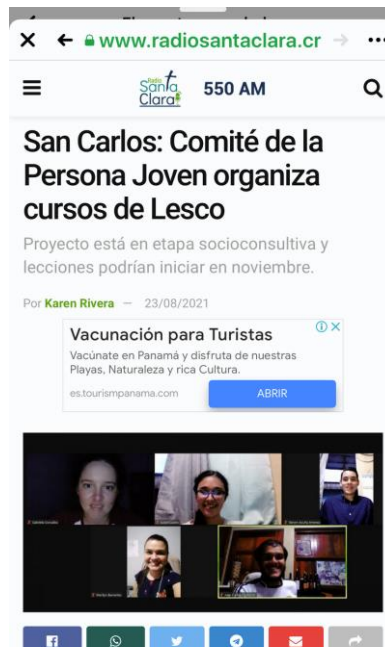 www.radiosantaclara.cr
Radio
Santa
Clara
550 AM
San Carlos: Comité de la
Persona Joven organiza
cursos de Lesco
Proyecto está en etapa socioconsultiva y
lecciones podrían iniciar en noviembre.
Por Karen Rivera — 23/08/2021
Vacunación para Turistas
Vacúnate en Panamá y disfruta de nuestras
Playas, Naturaleza y rica Cultura.
es.tourismpanama.com
ABRIR